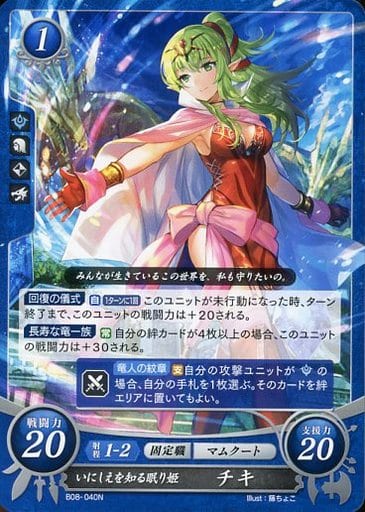 1
みんなが生きているこの世界を、私も守りたいの。
回復の儀式 自 1ターンに1回 このユニットが未行動になった時、ターン
終了まで、このユニットの戦闘力は＋20される。
長寿な竜一族 常 自分の絆カードが4枚以上の場合、このユニット
の戦闘力は＋30される。
竜人の紋章 支 自分の攻撃ユニットが
の場合、自分の手札を1枚選ぶ。そのカードを絆
エリアに置いてもよい。
戦闘力
20
射程 1-2
固定職
マムクート
支援力
20
いにしえを知る眠り姫 チキ
B08-040N
Illust：藤ちょこ